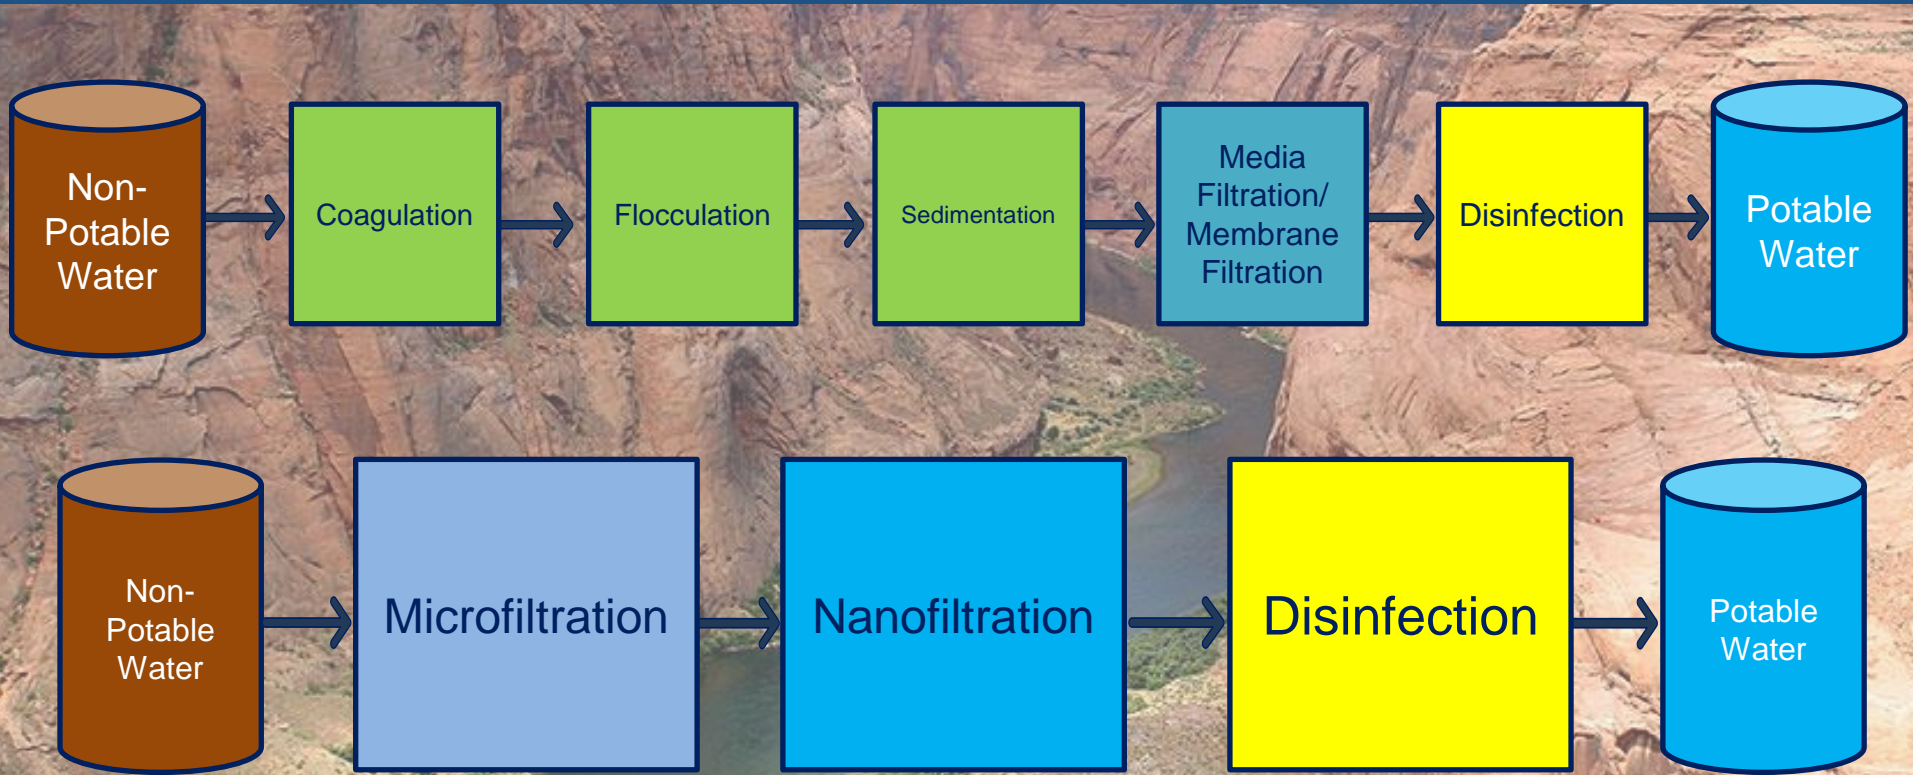 Non-
Potable
Water
Coagulation
Flocculation
Sedimentation
Media
Filtration/
Membrane
Filtration
Disinfection
Potable
Water
Non-
Potable
Water
Microfiltration
Nanofiltration
Disinfection
Potable
Water